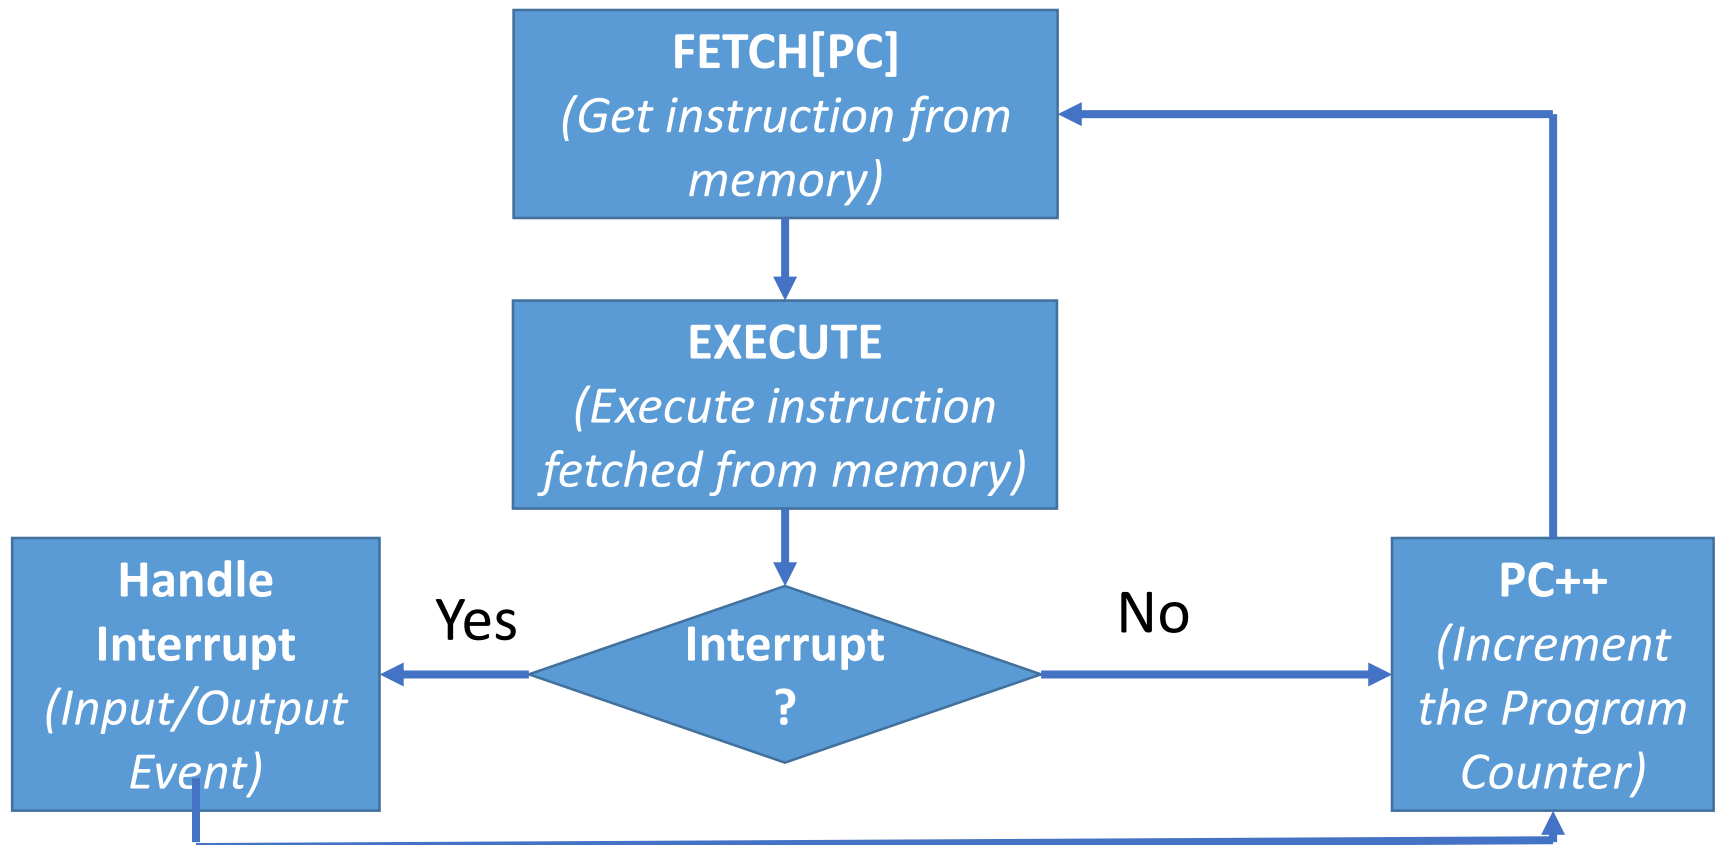 FETCH[PC]
(Get instruction from
memory)
EXECUTE
(Execute instruction
fetched from memory)
Handle
Interrupt
(Input/Output
Event)
Yes
Interrupt
?
No
PC++
(Increment
the Program
Counter)